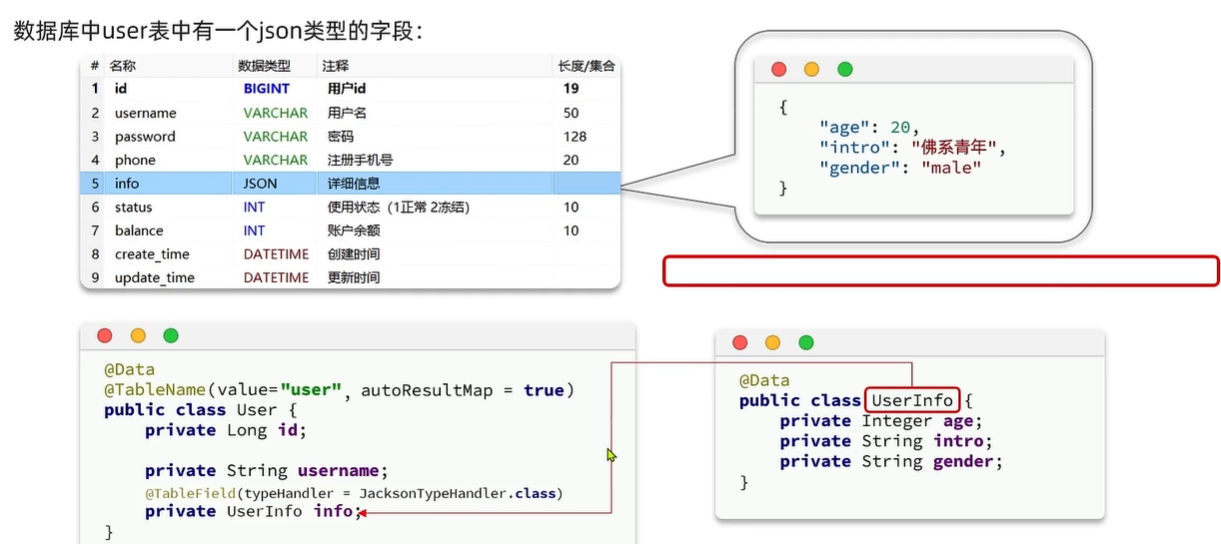 数据库中user表中有一个json类型的字段：
# 名称 数据类型 注释 长度/集合
1 id BIGINT 用户id 19
2 username VARCHAR 用户名 50
3 password VARCHAR 密码 128
4 phone VARCHAR 注册手机号 20
5 info JSON 详细信息
6 status INT 使用状态（1正常 2冻结） 10
7 balance INT 账户余额 10
8 create_time DATETIME 创建时间
9 update_time DATETIME 更新时间
{
"age": 20,
"intro": "佛系青年",
"gender": "male"
}
@Data
@TableName(value="user", autoResultMap = true)
public class User {
private Long id;
private String username;
@TableField(typeHandler = JacksonTypeHandler.class)
private UserInfo info;
}
@Data
public class UserInfo {
private Integer age;
private String intro;
private String gender;
}